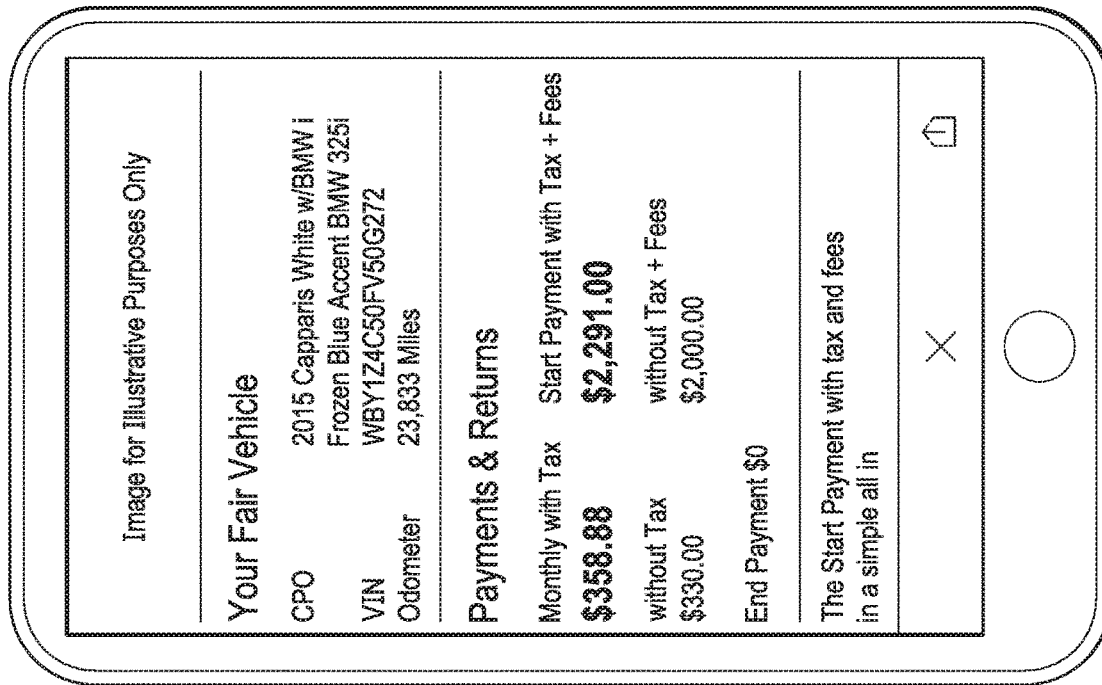 Image for Illustrative Purposes Only
Your Fair Vehicle
CPO 2015 Capparis White w/BMW i
Frozen Blue Accent BMW 325i
VIN WBY1Z4C50FV50G272
Odometer 23,833 Miles
Payments & Returns
Monthly with Tax Start Payment with Tax + Fees
$358.88 $2,291.00
without Tax without Tax + Fees
$330.00 $2,000.00
End Payment $0
The Start Payment with tax and fees
in a simple all in